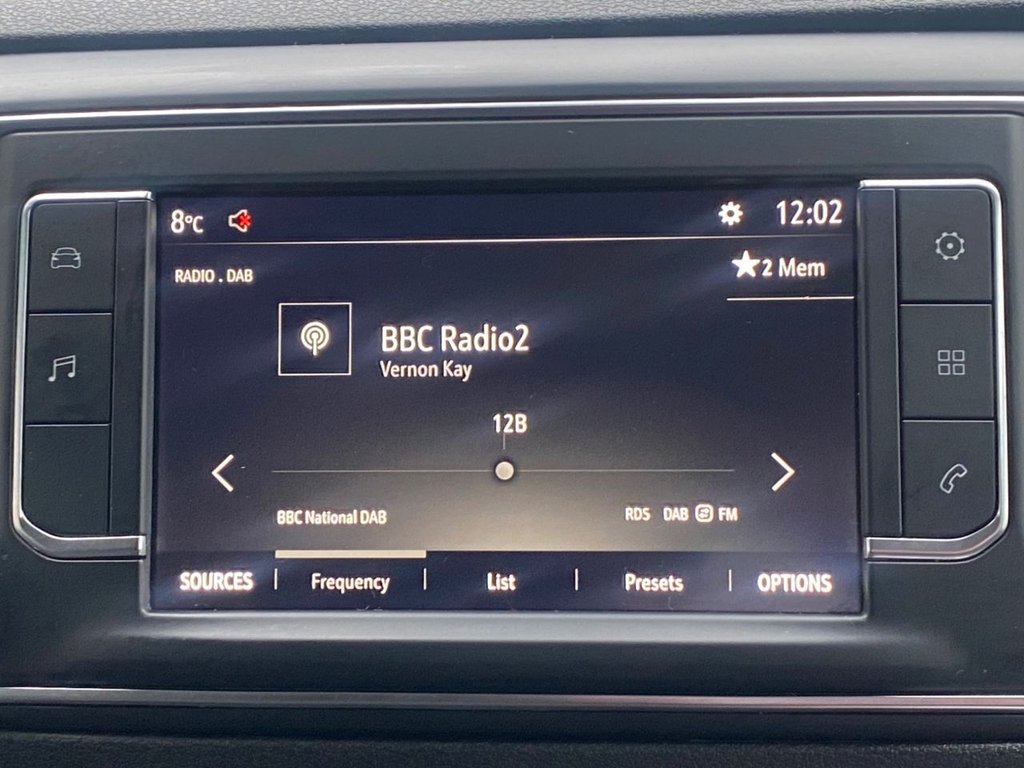 8°C
12:02
RADIO . DAB
2 Mem
BBC Radio2
Vernon Kay
12B
BBC National DAB
RDS DAB FM
SOURCES Frequency List Presets OPTIONS